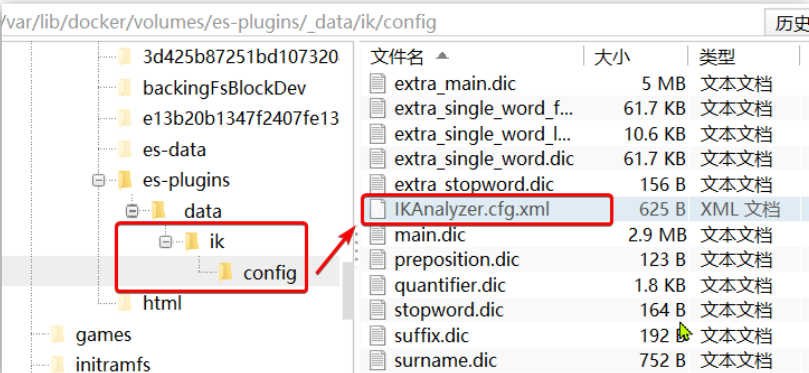 /var/lib/docker/volumes/es-plugins/_data/ik/config
历史
3d425b87251bd107320
backingFsBlockDev
e13b20b1347f2407fe13
es-data
es-plugins
_data
ik
config
html
games
initramfs
文件名 大小 类型
extra_main.dic 5 MB 文本文档
extra_single_word_f... 61.7 KB 文本文档
extra_single_word_l... 10.6 KB 文本文档
extra_single_word.dic 61.7 KB 文本文档
extra_stopword.dic 156 B 文本文档
IKAnalyzer.cfg.xml 625 B XML 文档
main.dic 2.9 MB 文本文档
preposition.dic 123 B 文本文档
quantifier.dic 1.8 KB 文本文档
stopword.dic 164 B 文本文档
suffix.dic 192 B 文本文档
surname.dic 752 B 文本文档